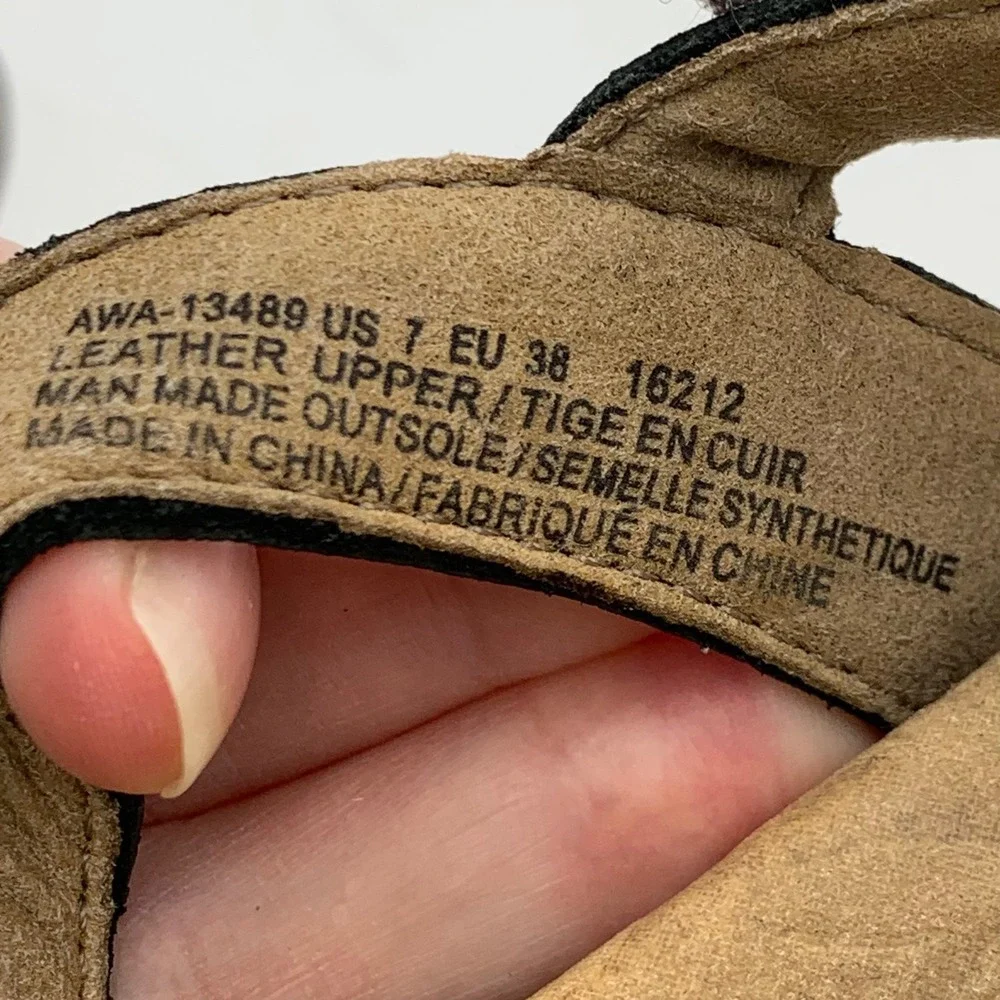 AWA-13489 US 7 EU 38 16212
LEATHER UPPER / TIGE EN CUIR
MAN MADE OUTSOLE / SEMELLE SYNTHETIQUE
MADE IN CHINA / FABRIQUÉ EN CHINE